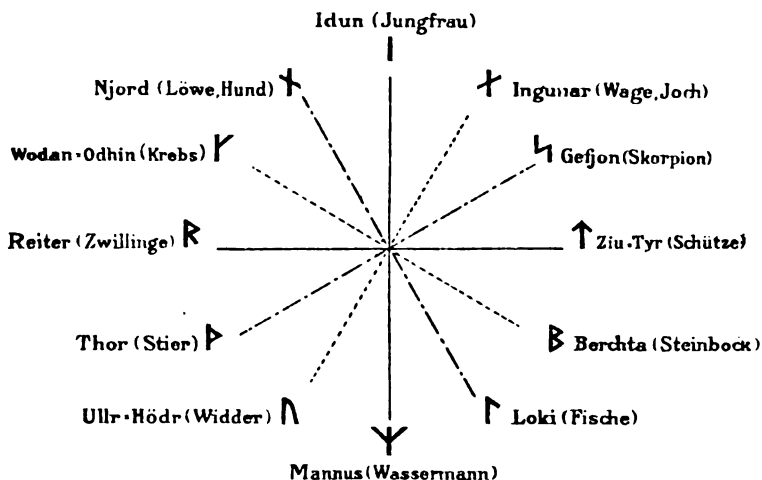 Idun (Jungfrau)
ᛁ
Njord (Löwe, Hund) ᚾ
ᛅ Ingunar (Wage, Joch)
Wodan-Odhin (Krebs) ᚴ
ᛋ Gefjon (Skorpion)
Reiter (Zwillinge) ᚱ
ᛏ Ziu-Tyr (Schütze)
Thor (Stier) ᚦ
ᛒ Berchta (Steinbock)
Ullr-Hödr (Widder) ᚢ
ᛚ Loki (Fische)
ᛉ
Mannus (Wassermann)